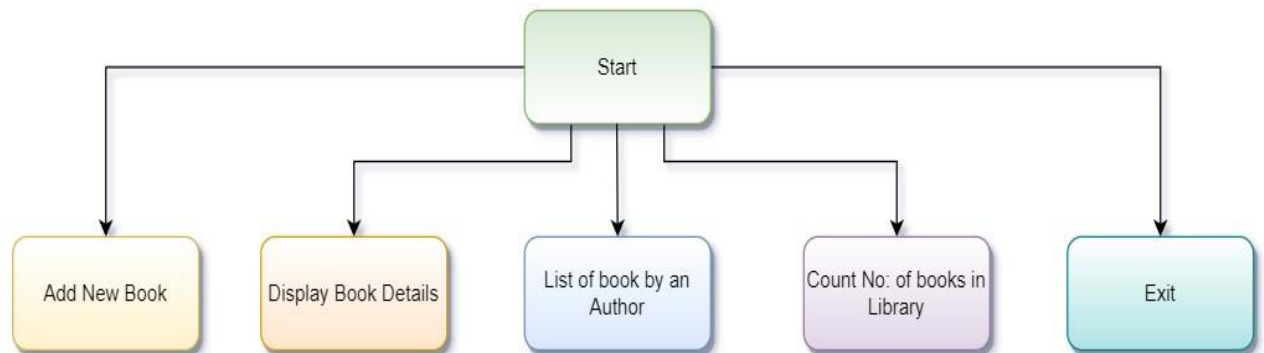 Start
Add New Book
Display Book Details
List of book by an
Author
Count No: of books in
Library
Exit